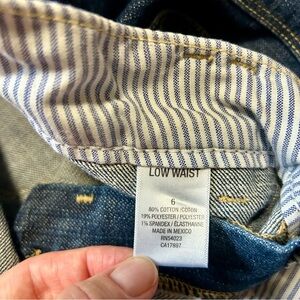 LOW WAIST
6
80% COTTON / COTON
19% POLYESTER / POLYESTER
1% SPANDEX / ÉLASTHANNE
MADE IN MEXICO
RN54023
CA17897